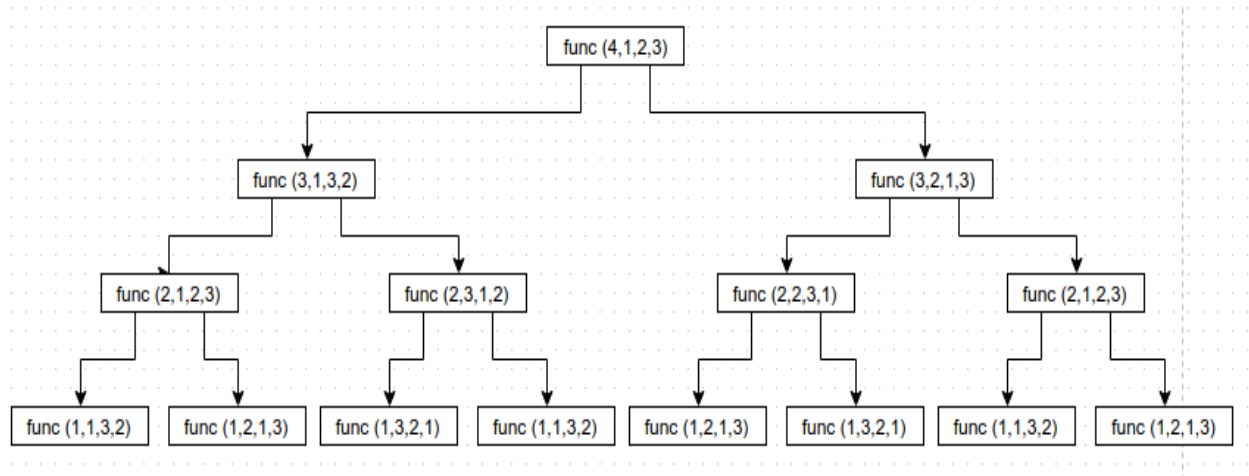 func (4,1,2,3)
func (3,1,3,2)
func (3,2,1,3)
func (2,1,2,3)
func (2,3,1,2)
func (2,2,3,1)
func (2,1,2,3)
func (1,1,3,2)
func (1,2,1,3)
func (1,3,2,1)
func (1,1,3,2)
func (1,2,1,3)
func (1,3,2,1)
func (1,1,3,2)
func (1,2,1,3)